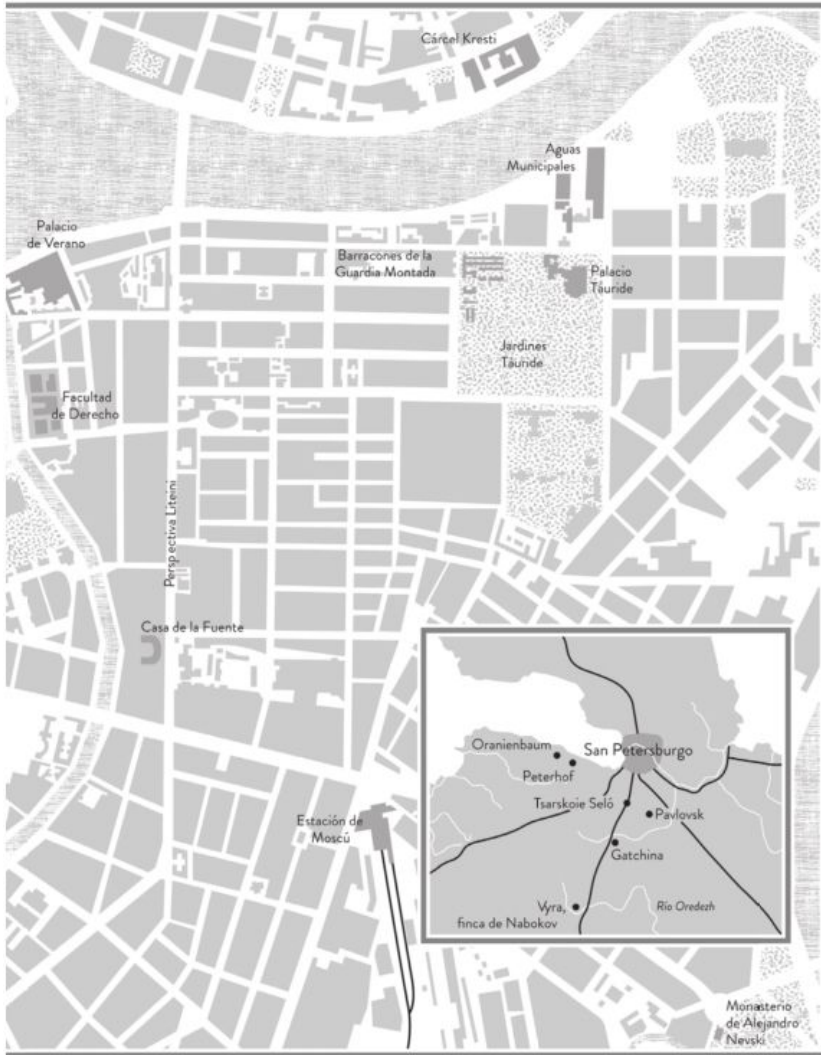 Cárcel Kresti
Aguas
Municipales
Palacio
de Verano
Barracones de la
Guardia Montada
Palacio
Táuride
Jardines
Táuride
Facultad
de Derecho
Perspectiva Liteini
Casa de la Fuente
Estación de
Moscú
Oranienbaum
San Petersburgo
Peterhof
Tsarskoie Seló
Pavlovsk
Gatchina
Vyra,
finca de Nabokov
Río Oredezh
Monasterio
de Alejandro
Nevski